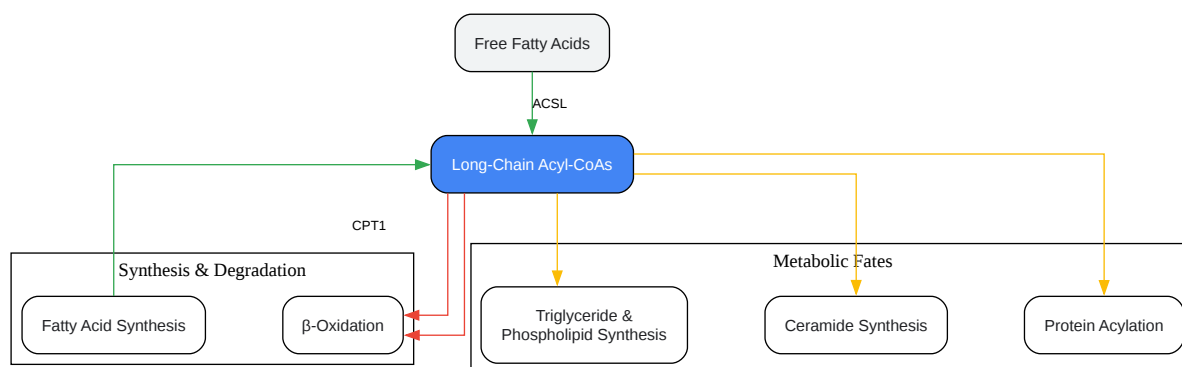 Free Fatty Acids
ACSL
Long-Chain Acyl-CoAs
CPT1
Synthesis & Degradation
Metabolic Fates
Fatty Acid Synthesis
β-Oxidation
Triglyceride &
Phospholipid Synthesis
Ceramide Synthesis
Protein Acylation